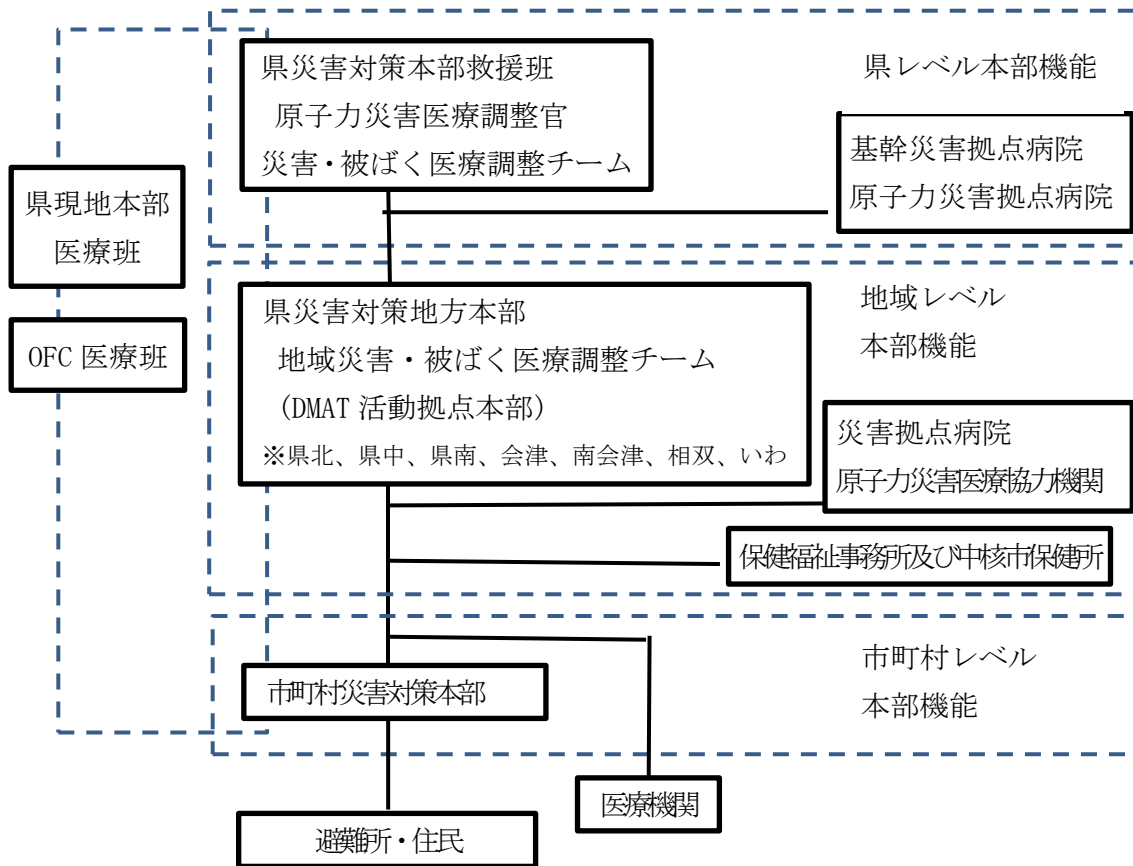 県災害対策本部救援班
原子力災害医療調整官
災害・被ばく医療調整チーム
県レベル本部機能
基幹災害拠点病院
原子力災害拠点病院
県現地本部
医療班
OFC 医療班
県災害対策地方本部
地域災害・被ばく医療調整チーム
（DMAT 活動拠点本部）
※県北、県中、県南、会津、南会津、相双、いわ
地域レベル
本部機能
災害拠点病院
原子力災害医療協力機関
保健福祉事務所及び中核市保健所
市町村レベル
本部機能
市町村災害対策本部
医療機関
避難所・住民